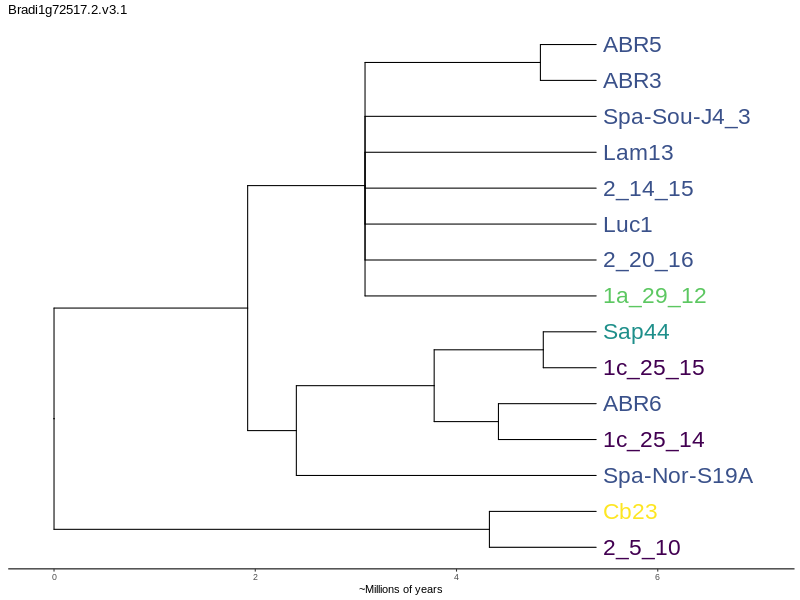 Bradi1g72517.2.v3.1
ABR5
ABR3
Spa-Sou-J4_3
Lam13
2_14_15
Luc1
2_20_16
1a_29_12
Sap44
1c_25_15
ABR6
1c_25_14
Spa-Nor-S19A
Cb23
2_5_10
0 2 4 6
~Millions of years